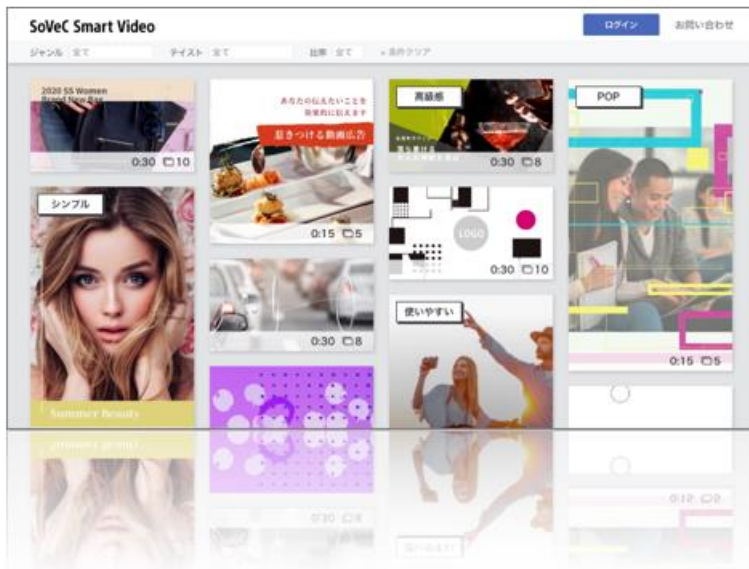 SoVeC Smart Video
ログイン
お問い合わせ
ジャンル 全て
テイスト 全て
比率 全て
×条件クリア
2020 SS Women
Brand New Bag
0:30 10
シンプル
Summer Beauty
あなたの伝えたいことを
効果的に伝えます
惹きつける動画広告
0:15 5
0:30 8
高級感
0:30 8
LOGO
0:30 10
使いやすい
POP
0:15 5